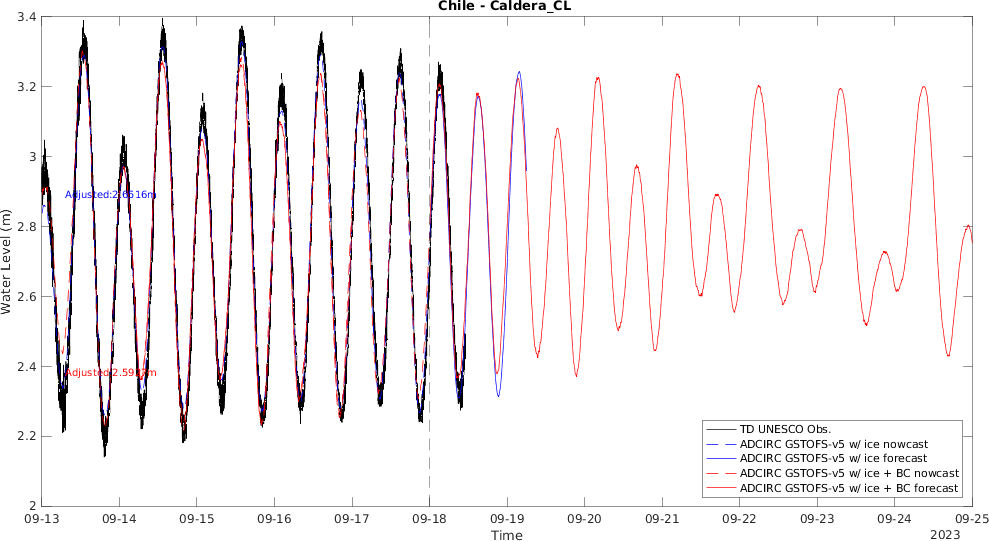 Chile - Caldera_CL
3.4
3.2
3
2.8
2.6
2.4
2.2
2
Water Level (m)
Adjusted:2.6516m
TD UNESCO Obs.
ADCIRC GSTOFS-v5 w/ ice nowcast
ADCIRC GSTOFS-v5 w/ ice forecast
ADCIRC GSTOFS-v5 w/ ice + BC nowcast
ADCIRC GSTOFS-v5 w/ ice + BC forecast
09-13 09-14 09-15 09-16 09-17 09-18 09-19 09-20 09-21 09-22 09-23 09-24 09-25
Time
2023